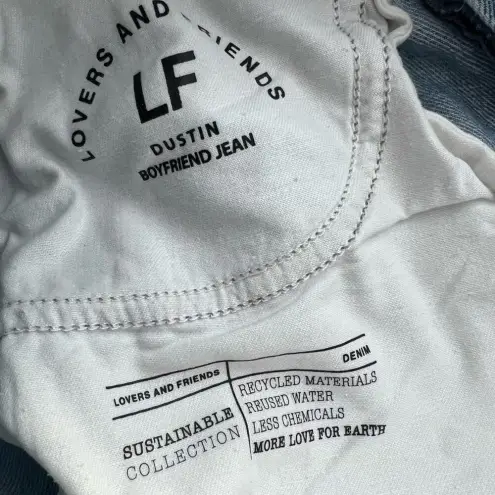 LOVERS AND FRIENDS
LF
DUSTIN
BOYFRIEND JEAN
LOVERS AND FRIENDS
DENIM
SUSTAINABLE
COLLECTION
RECYCLED MATERIALS
REUSED WATER
LESS CHEMICALS
MORE LOVE FOR EARTH